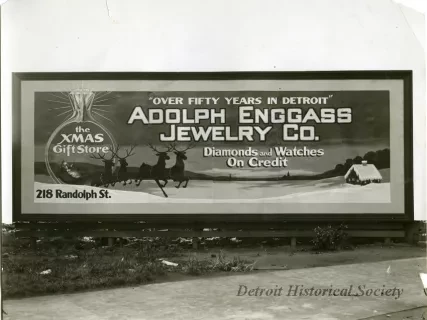 "OVER FIFTY YEARS IN DETROIT"
ADOLPH ENGGASS
JEWELRY CO.
Diamonds and Watches
On Credit
the
XMAS
Gift Store
218 Randolph St.
Detroit Historical Society